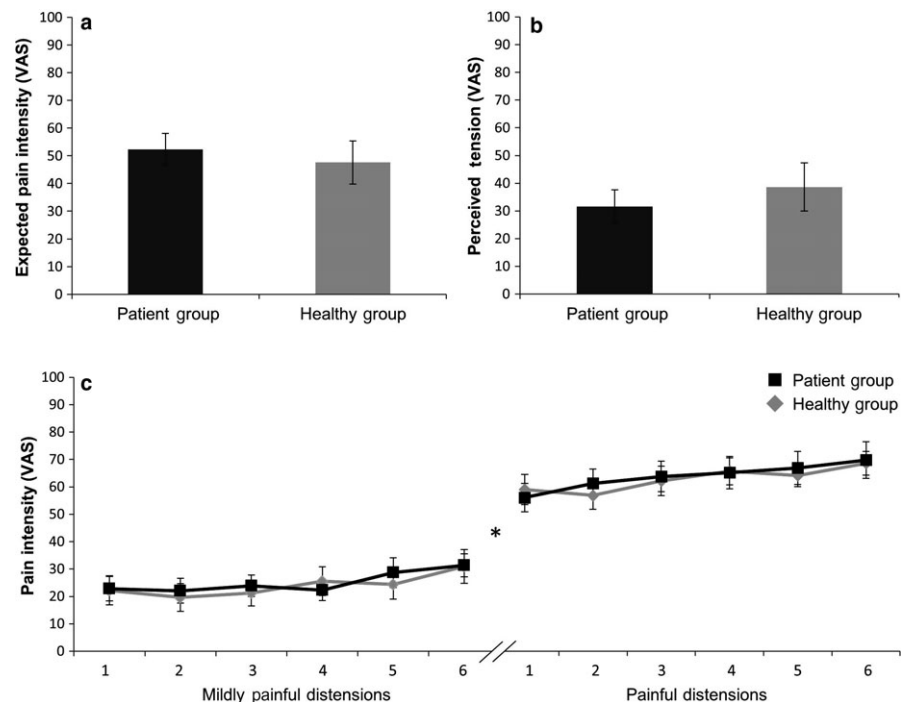 a
Expected pain intensity (VAS)
100
90
80
70
60
50
40
30
20
10
0
Patient group
Healthy group
b
Perceived tension (VAS)
100
90
80
70
60
50
40
30
20
10
0
Patient group
Healthy group
c
Pain intensity (VAS)
100
90
80
70
60
50
40
30
20
10
0
Patient group
Healthy group
*
1 2 3 4 5 6
Mildly painful distensions
1 2 3 4 5 6
Painful distensions